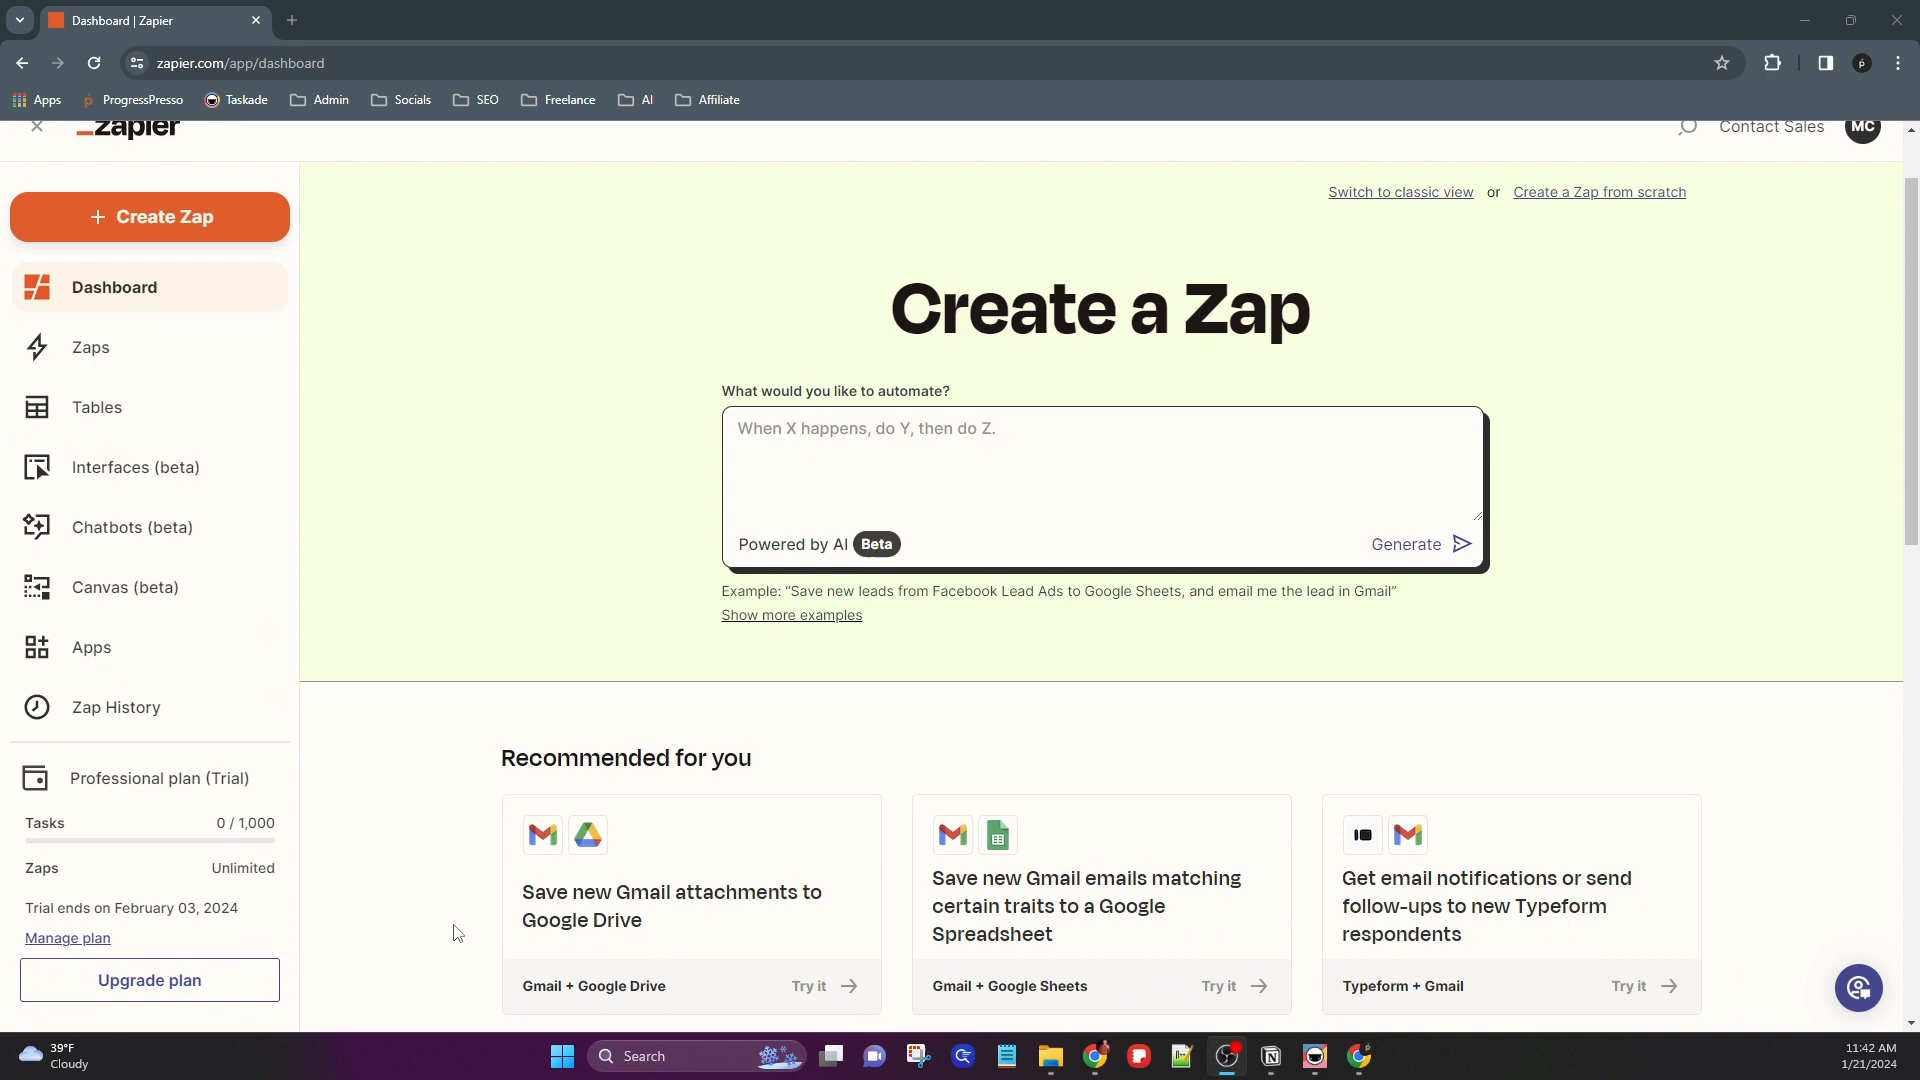 Dashboard | Zapier
zapier.com/app/dashboard
Apps ProgressPresso Taskade Admin Socials SEO Freelance AI Affiliate
zapier Contact Sales MC
Switch to classic view or Create a Zap from scratch
+ Create Zap
Dashboard
Zaps
Tables
Interfaces (beta)
Chatbots (beta)
Canvas (beta)
Apps
Zap History
Professional plan (Trial)
Tasks 0 / 1,000
Zaps Unlimited
Trial ends on February 03, 2024
Manage plan
Upgrade plan
Create a Zap
What would you like to automate?
When X happens, do Y, then do Z.
Powered by AI Beta Generate
Example: “Save new leads from Facebook Lead Ads to Google Sheets, and email me the lead in Gmail”
Show more examples
Recommended for you
Save new Gmail attachments to
Google Drive
Gmail + Google Drive Try it
Save new Gmail emails matching
certain traits to a Google
Spreadsheet
Gmail + Google Sheets Try it
Get email notifications or send
follow-ups to new Typeform
respondents
Typeform + Gmail Try it
39°F
Cloudy
Search
11:42 AM
1/21/2024